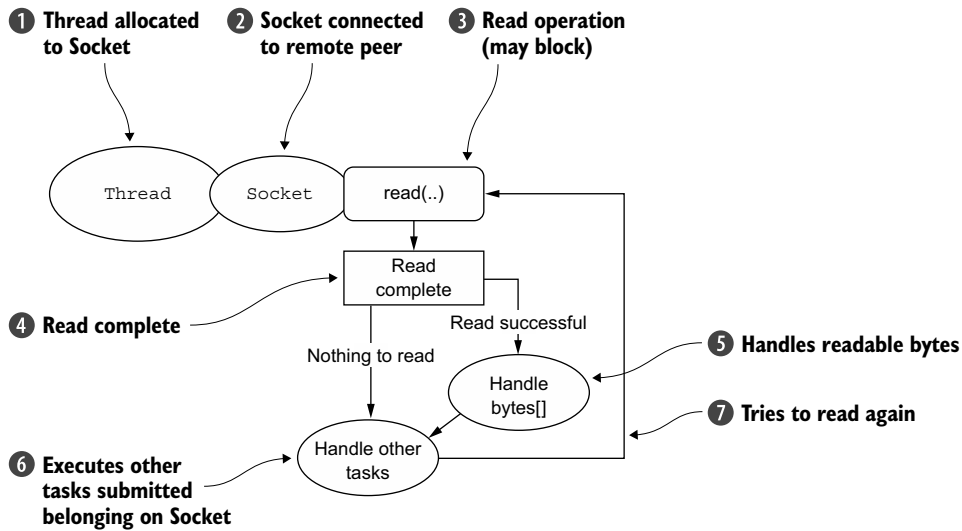 1 Thread allocated
to Socket
2 Socket connected
to remote peer
3 Read operation
(may block)
Thread
Socket
read(..)
Read
complete
4 Read complete
Read successful
Nothing to read
5 Handles readable bytes
Handle
bytes[]
7 Tries to read again
Handle other
tasks
6 Executes other
tasks submitted
belonging on Socket